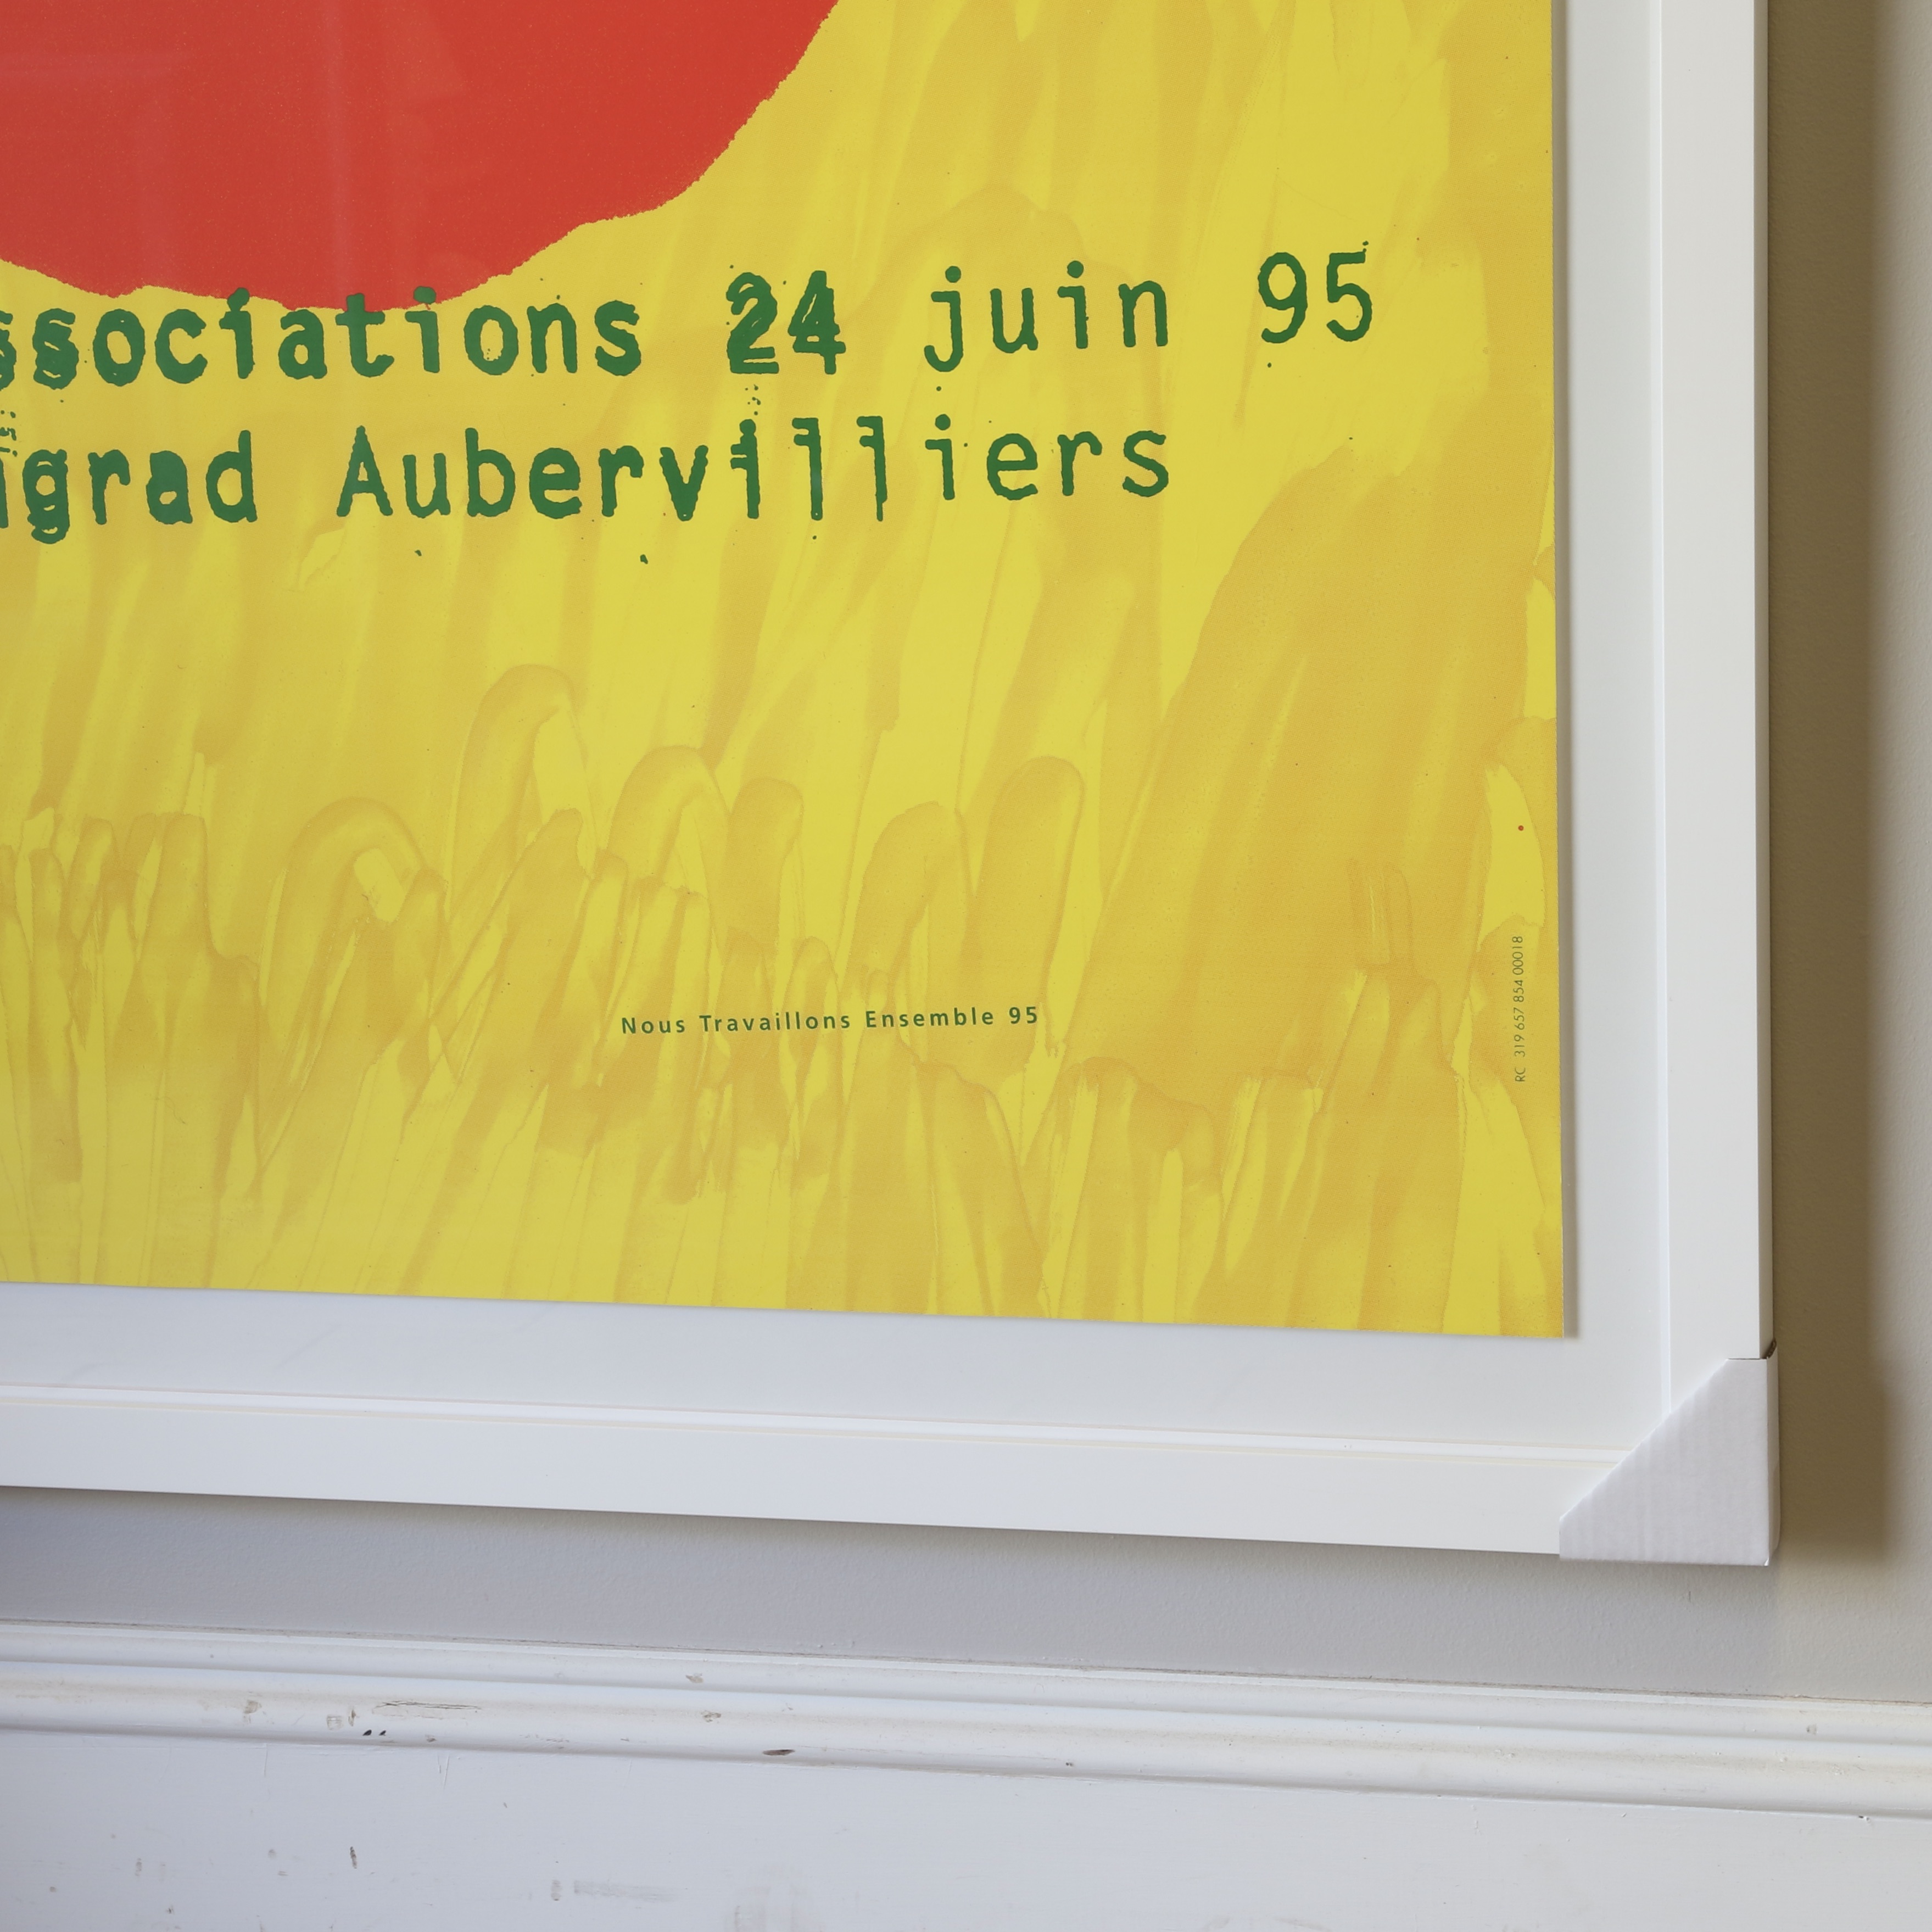 ssociations 24 juin 95
igrad Aubervilliers
Nous Travaillons Ensemble 95
RC 319 657 854 00018